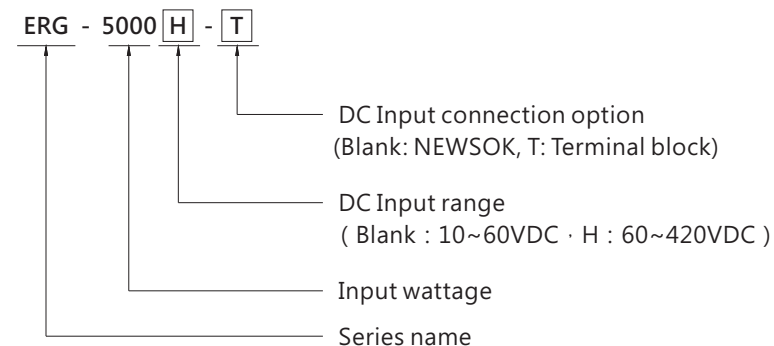 ERG - 5000 H - T
DC Input connection option
(Blank: NEWSOK, T: Terminal block)
DC Input range
( Blank : 10~60VDC · H : 60~420VDC )
Input wattage
Series name